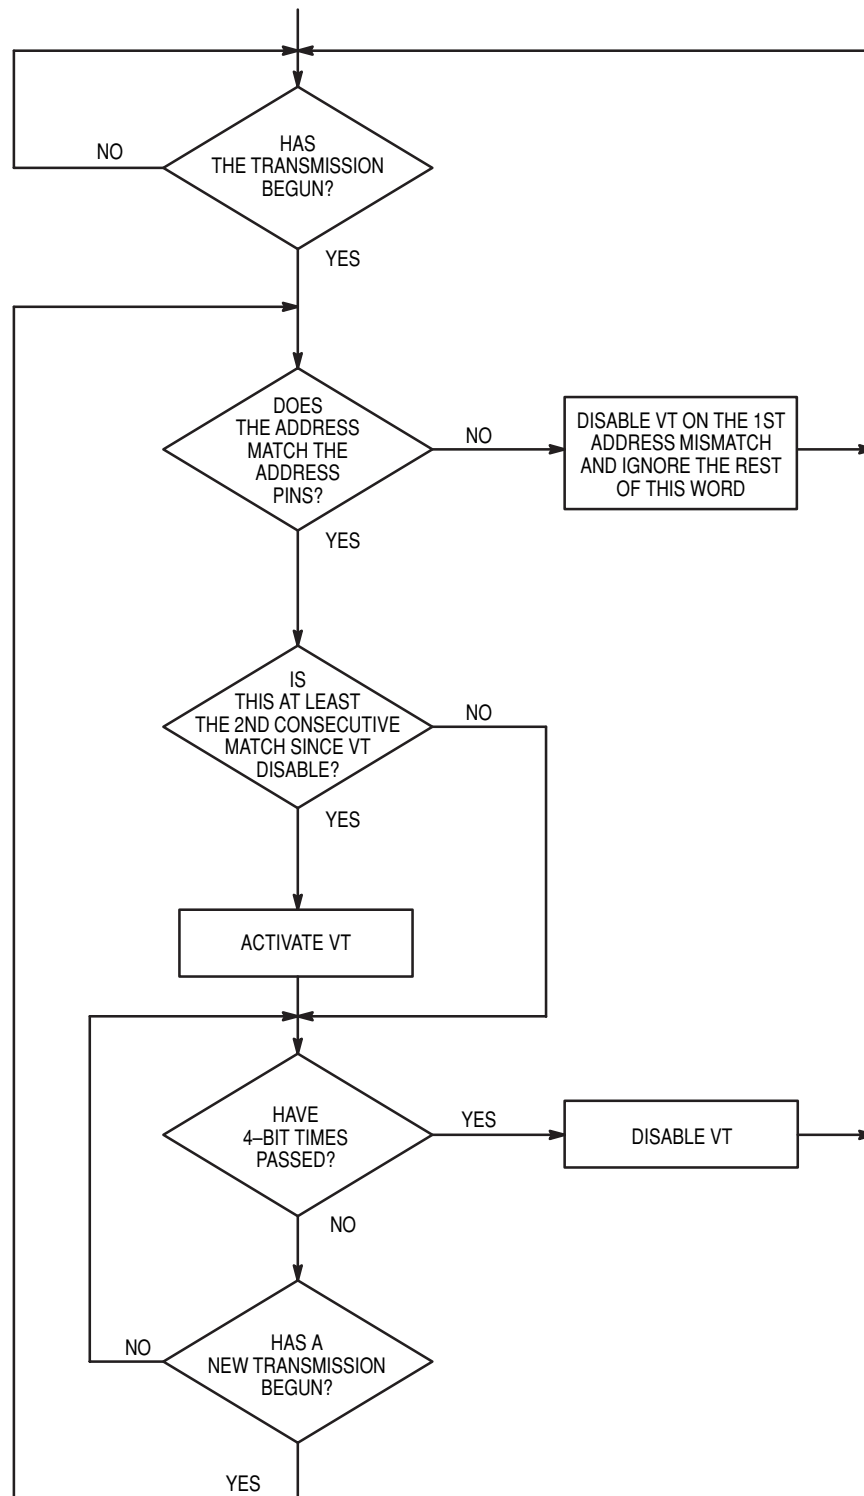 HAS
THE TRANSMISSION
BEGUN?
NO
YES
DOES
THE ADDRESS
MATCH THE
ADDRESS
PINS?
NO
DISABLE VT ON THE 1ST
ADDRESS MISMATCH
AND IGNORE THE REST
OF THIS WORD
YES
IS
THIS AT LEAST
THE 2ND CONSECUTIVE
MATCH SINCE VT
DISABLE?
NO
YES
ACTIVATE VT
HAVE
4–BIT TIMES
PASSED?
YES
DISABLE VT
NO
HAS A
NEW TRANSMISSION
BEGUN?
NO
YES